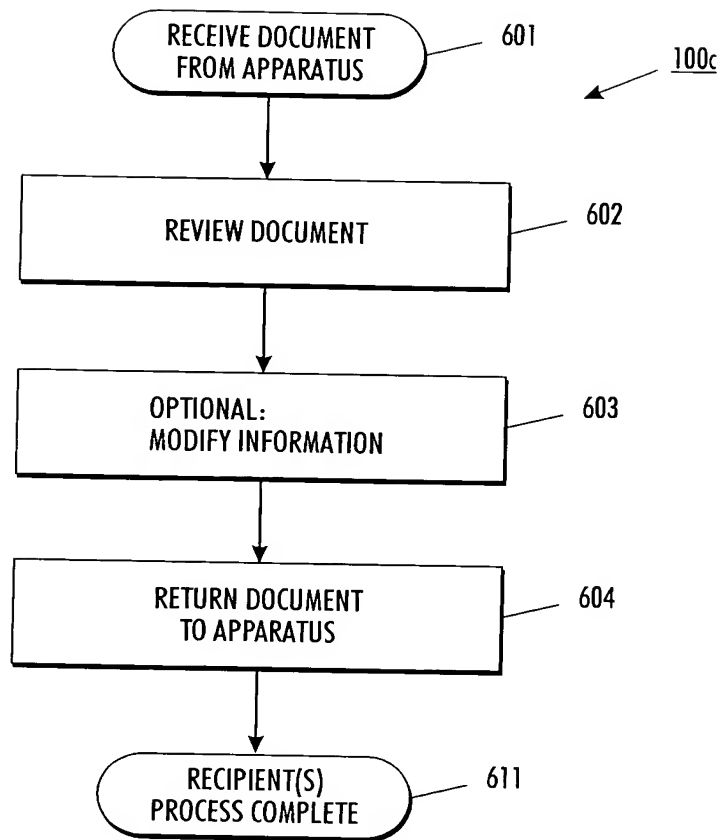 RECEIVE DOCUMENT
FROM APPARATUS
601
100c
REVIEW DOCUMENT
602
OPTIONAL:
MODIFY INFORMATION
603
RETURN DOCUMENT
TO APPARATUS
604
RECIPIENT(S)
PROCESS COMPLETE
611